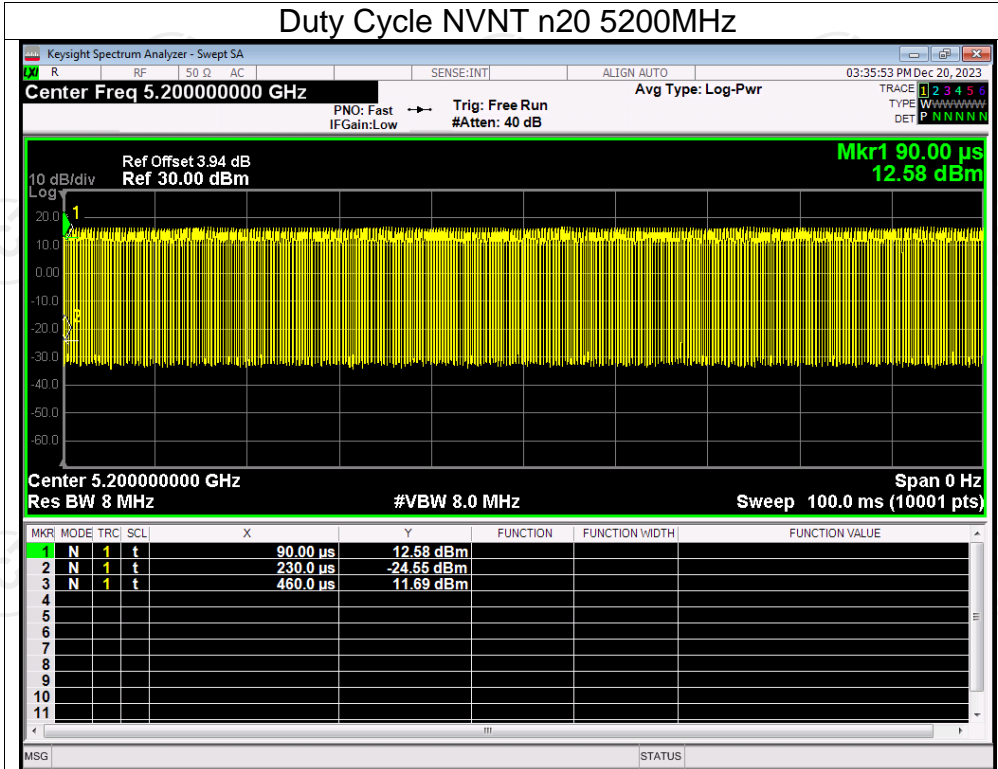 Duty Cycle NVNT n20 5200MHz
Keysight Spectrum Analyzer - Swept SA
LXI R RF 50 Ω AC SENSE:INT ALIGN AUTO 03:35:53 PM Dec 20, 2023
Center Freq 5.200000000 GHz Avg Type: Log-Pwr TRACE 1 2 3 4 5 6
PNO: Fast Trig: Free Run TYPE WWWWWW
IFGain:Low #Atten: 40 dB DET P N N N N N
Mkr1 90.00 µs
Ref Offset 3.94 dB
10 dB/div Ref 30.00 dBm 12.58 dBm
Log
20.0 1
10.0
0.00
-10.0
-20.0 2
-30.0
-40.0
-50.0
-60.0
Center 5.200000000 GHz Span 0 Hz
Res BW 8 MHz #VBW 8.0 MHz Sweep 100.0 ms (10001 pts)
MKR MODE TRC SCL X Y FUNCTION FUNCTION WIDTH FUNCTION VALUE
1 N 1 t 90.00 µs 12.58 dBm
2 N 1 t 230.0 µs -24.55 dBm
3 N 1 t 460.0 µs 11.69 dBm
4
5
6
7
8
9
10
11
MSG STATUS